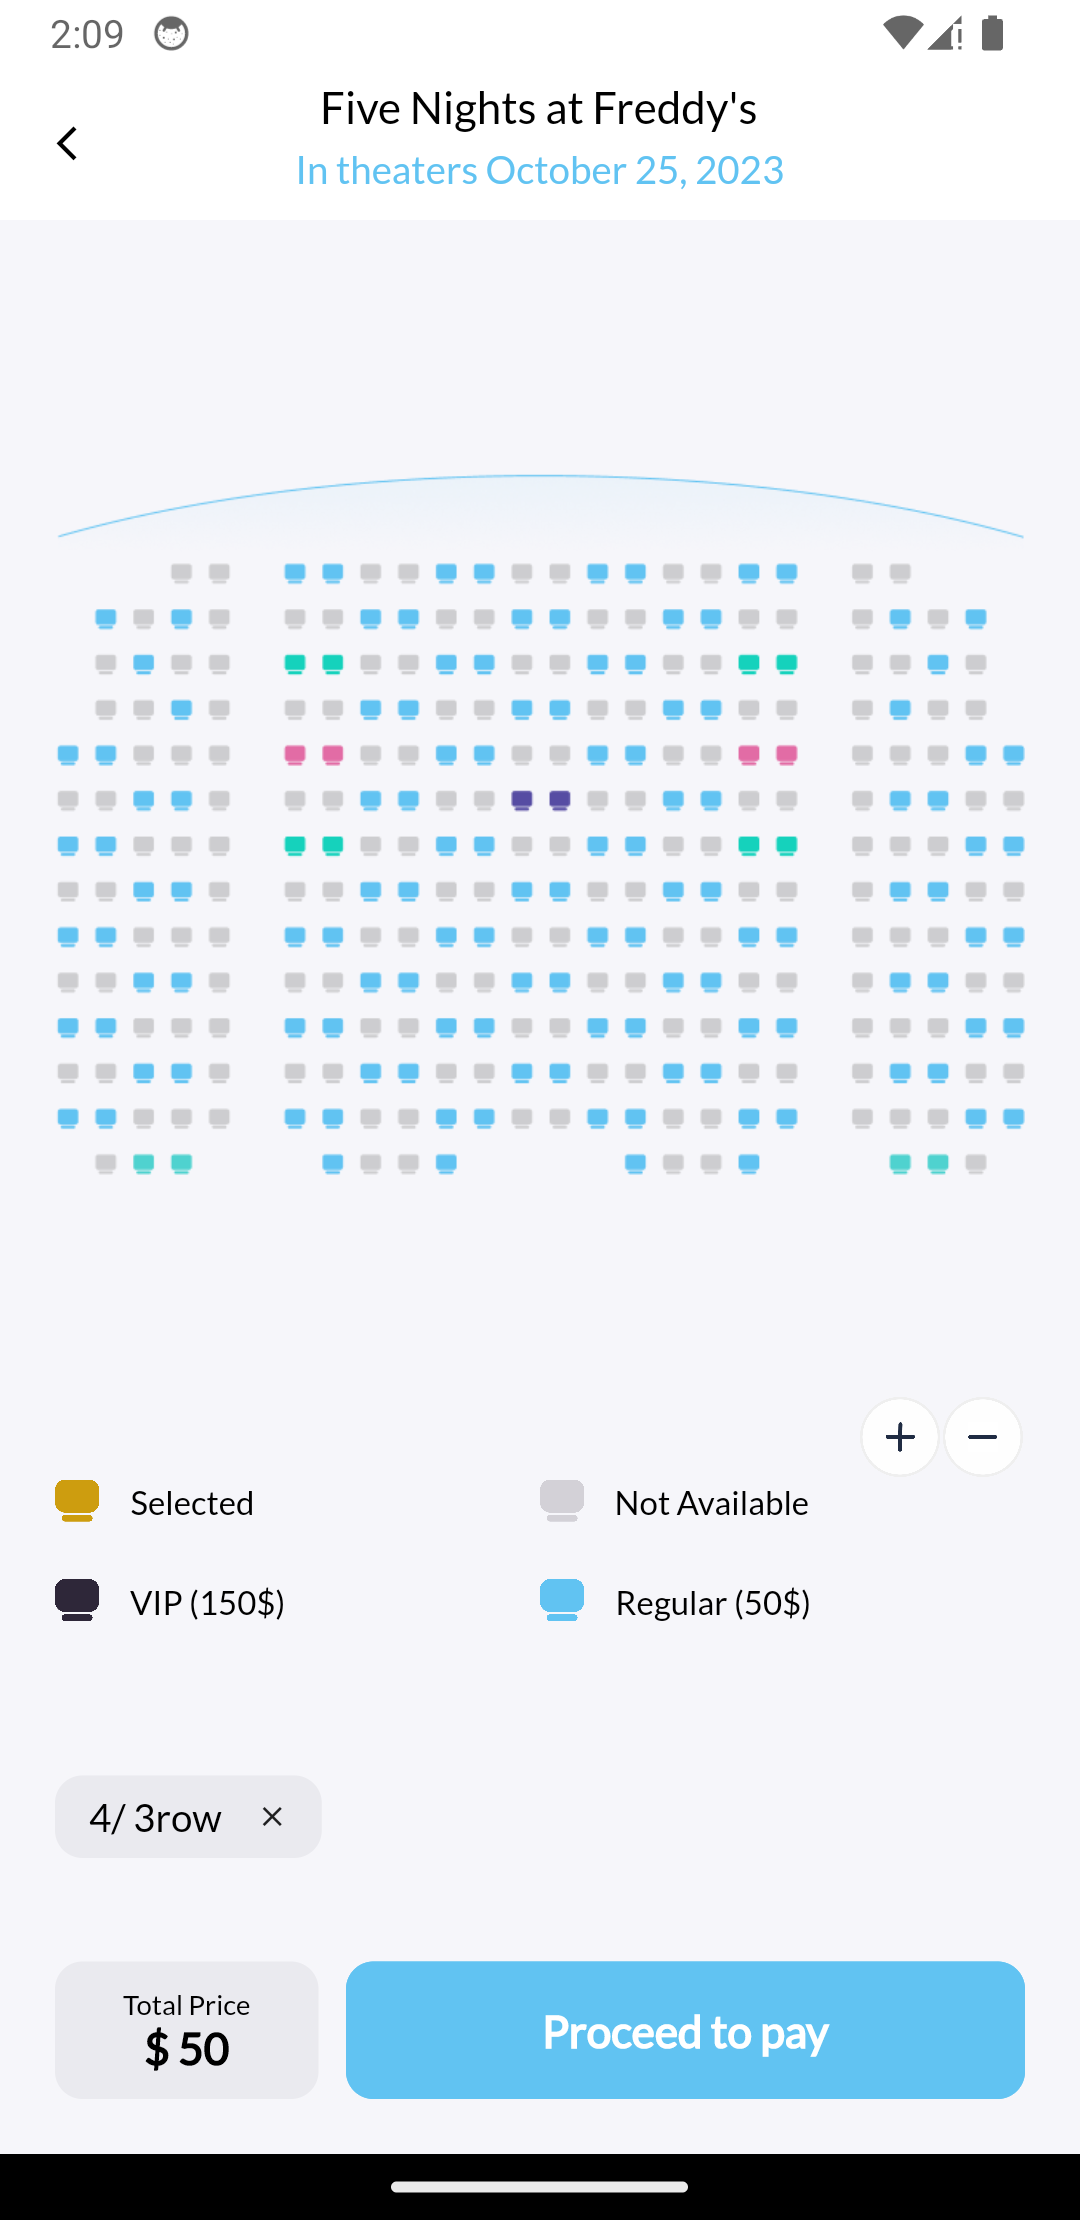 2:09
Five Nights at Freddy's
In theaters October 25, 2023
Selected
Not Available
VIP (150$)
Regular (50$)
4/ 3row
Total Price
$ 50
Proceed to pay